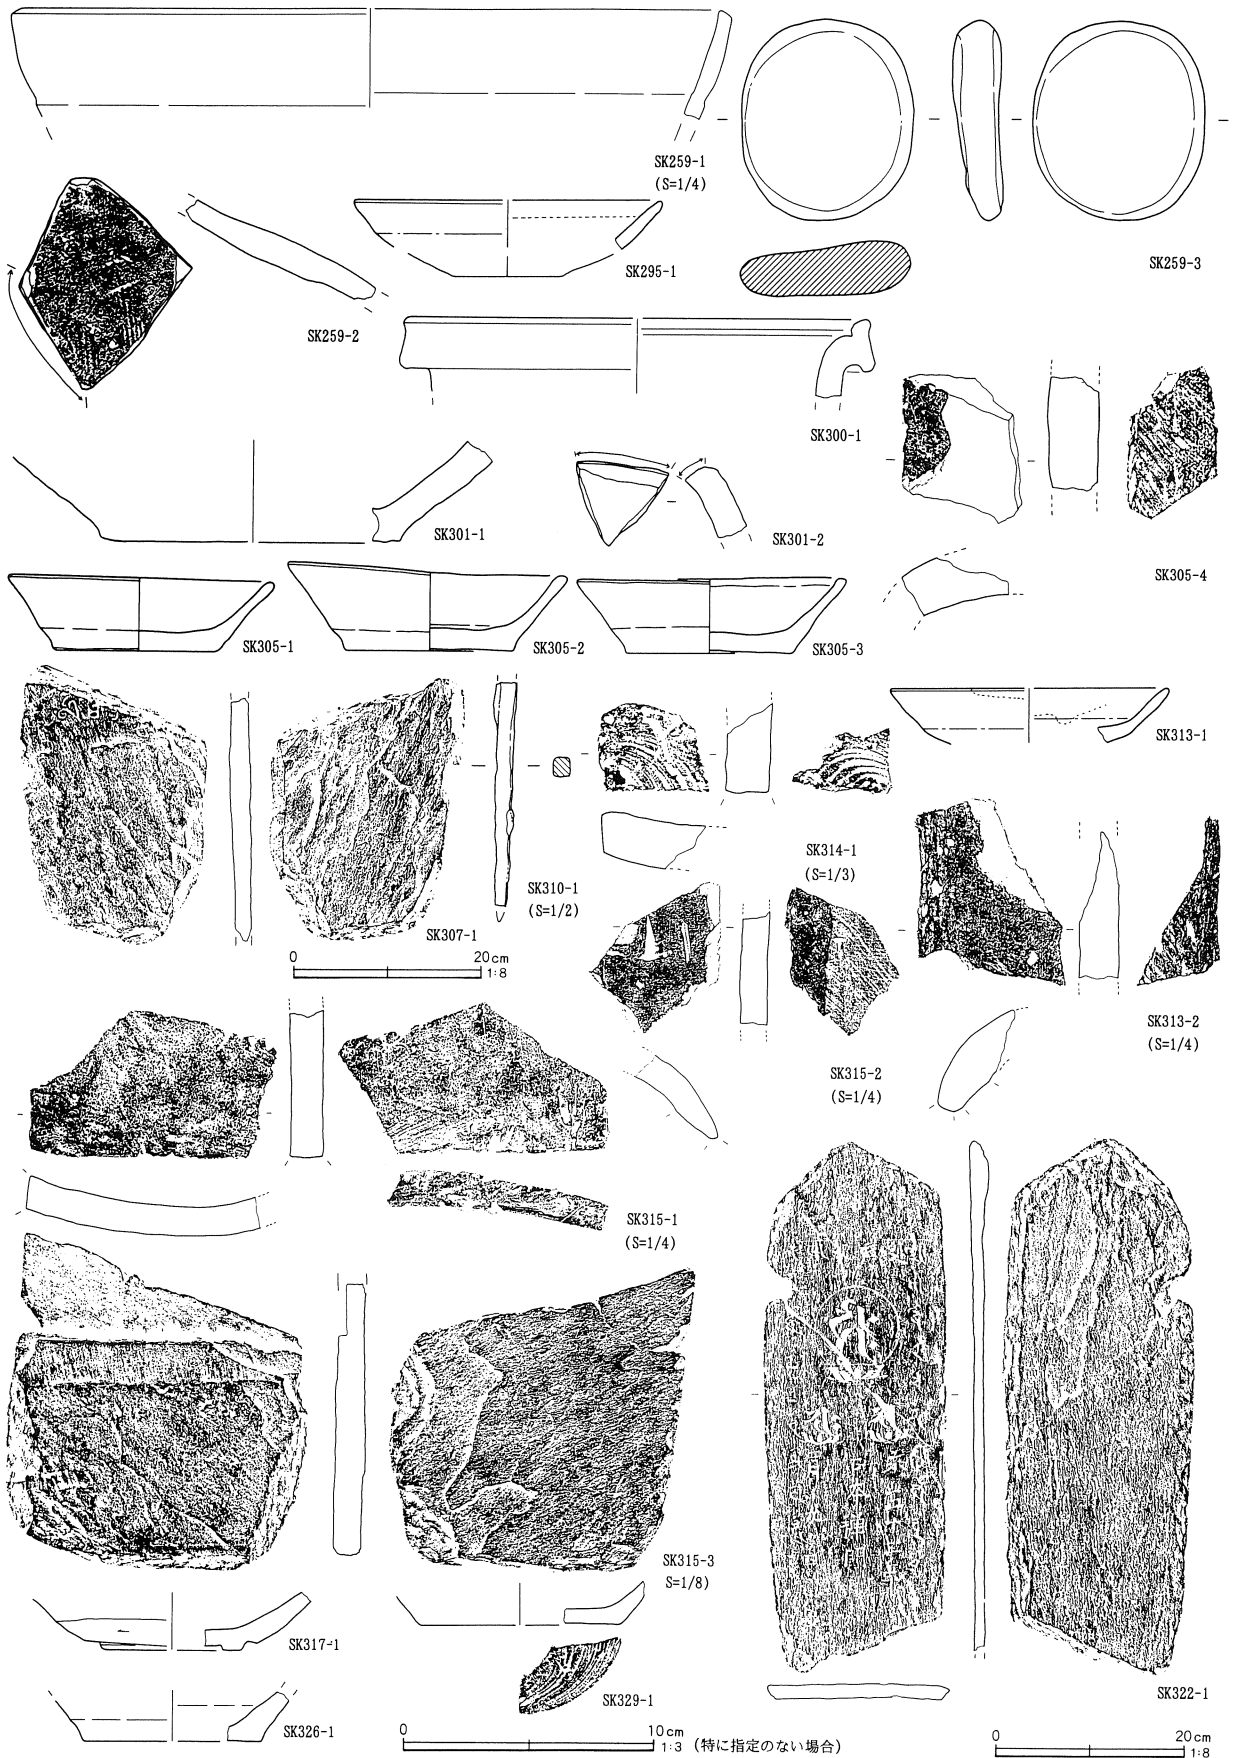 SK259-1
(S=1/4)
SK295-1
SK259-3
SK259-2
SK300-1
SK301-1
SK301-2
SK305-4
SK305-1
SK305-2
SK305-3
SK313-1
SK314-1
(S=1/3)
SK310-1
(S=1/2)
SK307-1
0 20cm
1:8
SK313-2
(S=1/4)
SK315-2
(S=1/4)
SK315-1
(S=1/4)
SK315-3
S=1/8)
SK317-1
SK329-1
SK322-1
SK326-1
0 10cm
1:3 (特に指定のない場合)
0 20cm
1:8